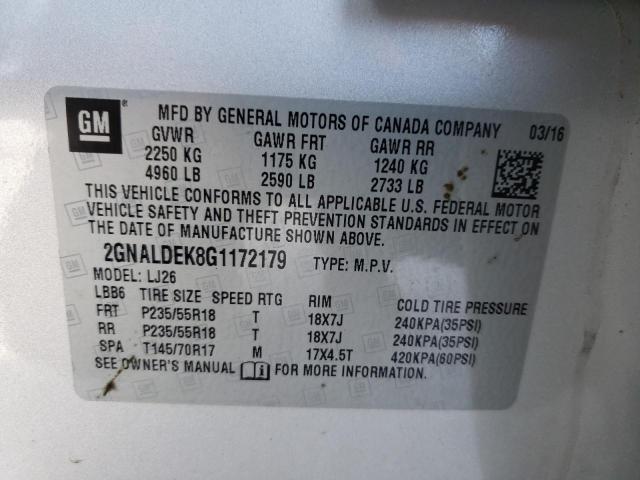 GM
MFD BY GENERAL MOTORS OF CANADA COMPANY 03/16
GVWR GAWR FRT GAWR RR
2250 KG 1175 KG 1240 KG
4960 LB 2590 LB 2733 LB
THIS VEHICLE CONFORMS TO ALL APPLICABLE U.S. FEDERAL MOTOR
VEHICLE SAFETY AND THEFT PREVENTION STANDARDS IN EFFECT ON
THE DATE OF MANUFACTURE SHOWN ABOVE.
2GNALDEK8G1172179 TYPE: M.P.V.
MODEL: LJ26
LBB6 TIRE SIZE SPEED RTG RIM COLD TIRE PRESSURE
FRT P235/55R18 T 18X7J 240KPA(35PSI)
RR P235/55R18 T 18X7J 240KPA(35PSI)
SPA T145/70R17 M 17X4.5T 420KPA(60PSI)
SEE OWNER'S MANUAL FOR MORE INFORMATION.